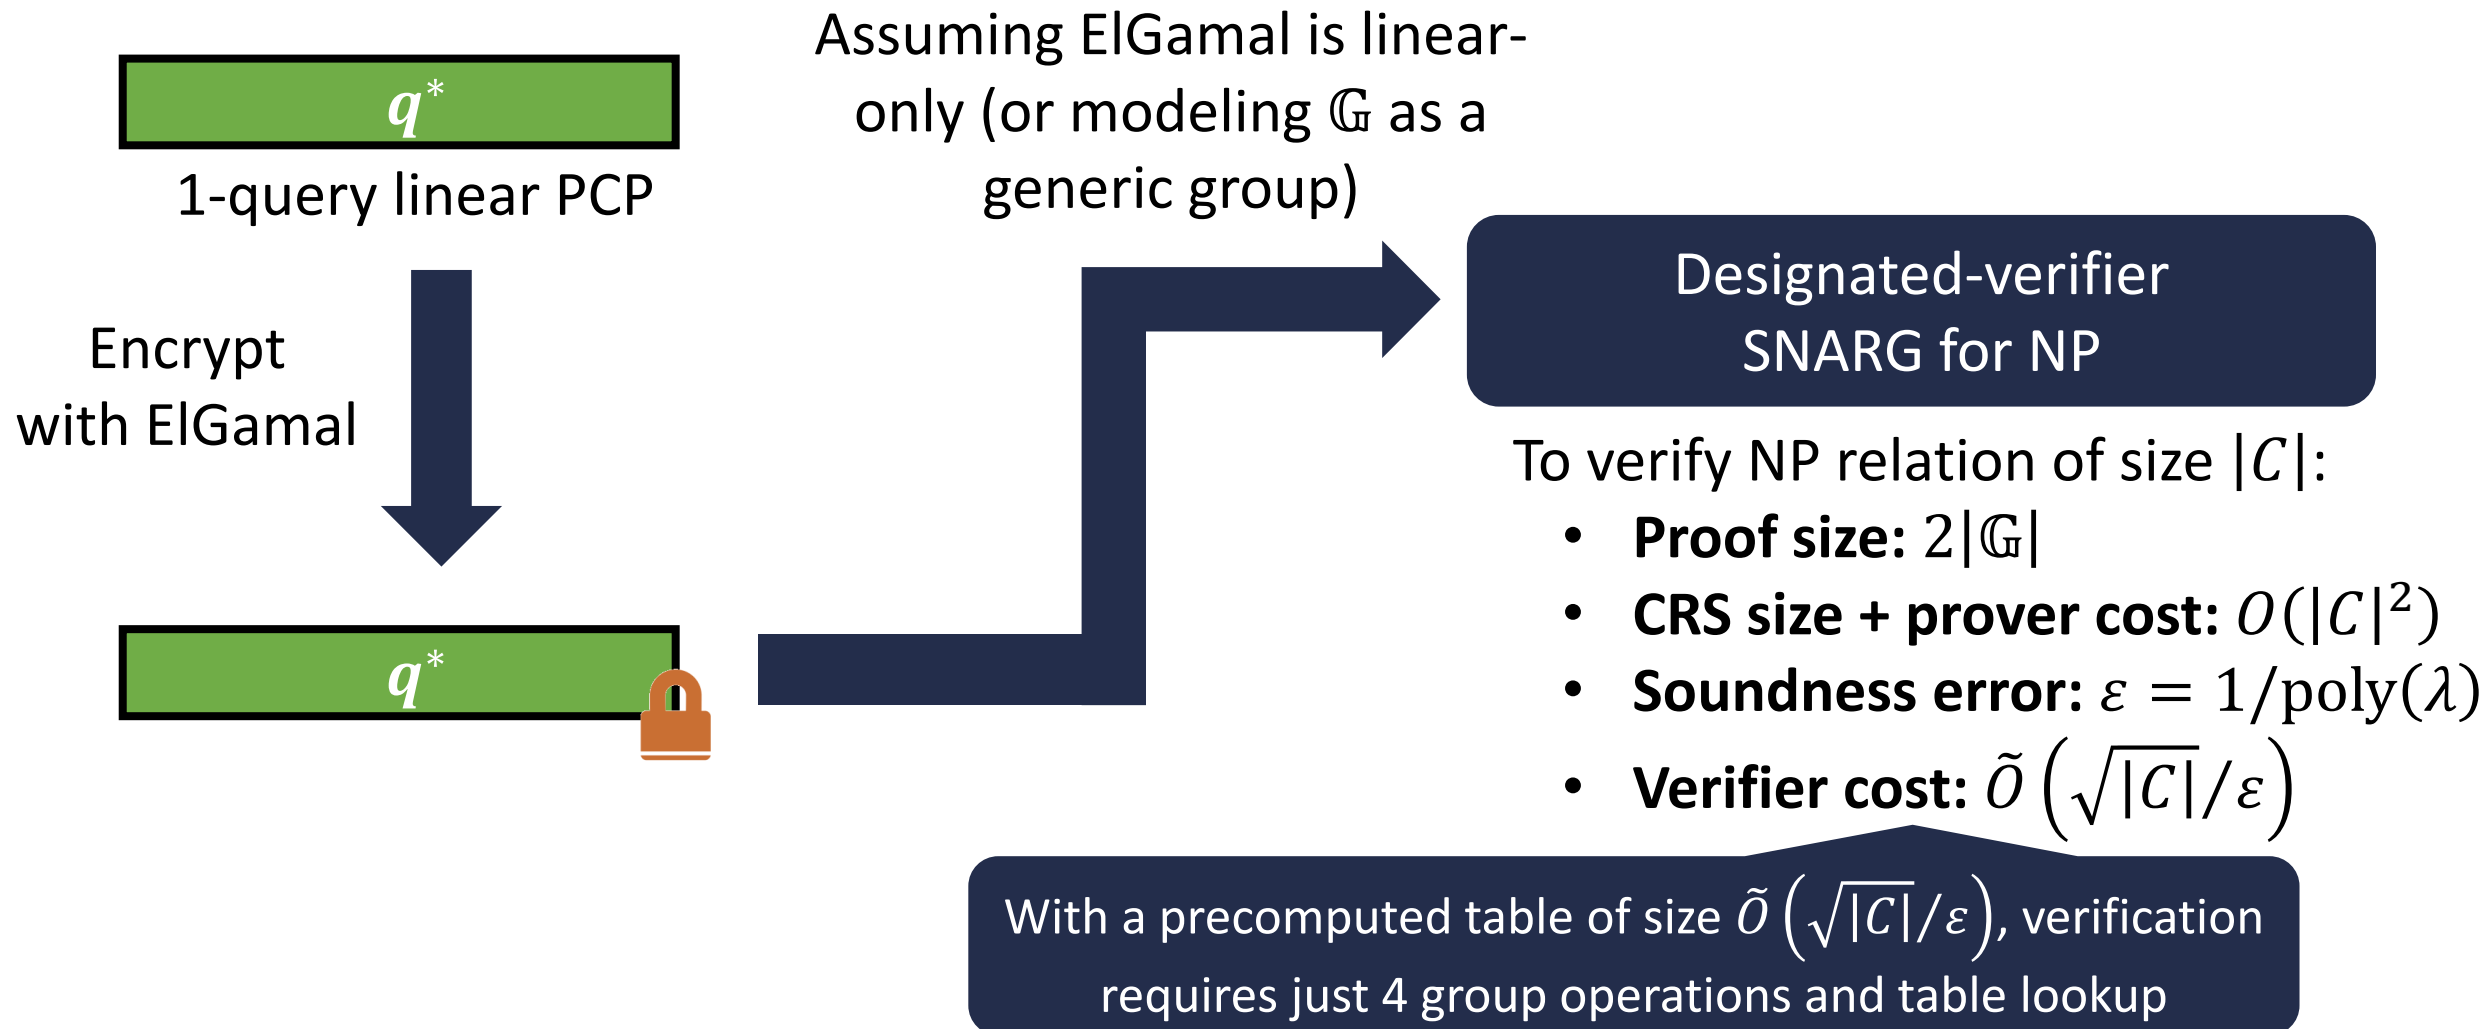 q*
1-query linear PCP
Encrypt
with ElGamal
q*
Assuming ElGamal is linear-
only (or modeling 𝔾 as a
generic group)
Designated-verifier
SNARG for NP
To verify NP relation of size |C|:
• Proof size: 2|𝔾|
• CRS size + prover cost: O(|C|²)
• Soundness error: ε = 1/poly(λ)
• Verifier cost: Õ(√|C|/ε)
With a precomputed table of size Õ(√|C|/ε), verification
requires just 4 group operations and table lookup